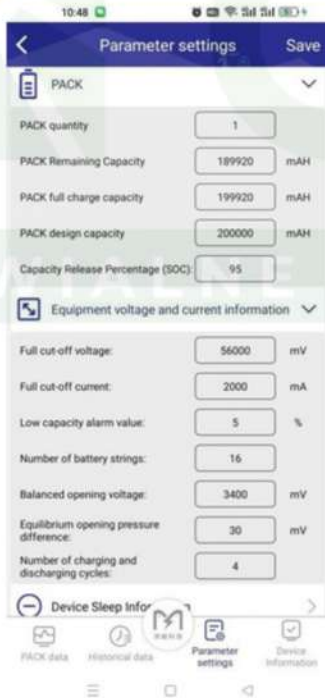 10:48
Parameter settings Save
PACK
PACK quantity 1
PACK Remaining Capacity 189920 mAH
PACK full charge capacity 199920 mAH
PACK design capacity 200000 mAH
Capacity Release Percentage (SOC): 95
Equipment voltage and current information
Full cut-off voltage: 56000 mV
Full cut-off current: 2000 mA
Low capacity alarm value: 5 %
Number of battery strings: 16
Balanced opening voltage: 3400 mV
Equilibrium opening pressure
difference: 30 mV
Number of charging and
discharging cycles: 4
Device Sleep
PACK data Historical data Parameter
settings Device
Information